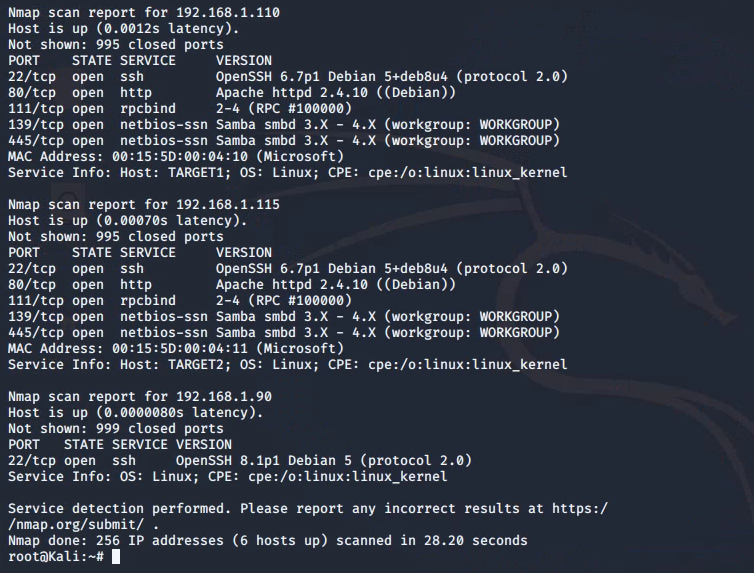 Nmap scan report for 192.168.1.110
Host is up (0.0012s latency).
Not shown: 995 closed ports
PORT    STATE SERVICE     VERSION
22/tcp  open  ssh         OpenSSH 6.7p1 Debian 5+deb8u4 (protocol 2.0)
80/tcp  open  http        Apache httpd 2.4.10 ((Debian))
111/tcp open  rpcbind     2-4 (RPC #100000)
139/tcp open  netbios-ssn Samba smbd 3.X - 4.X (workgroup: WORKGROUP)
445/tcp open  netbios-ssn Samba smbd 3.X - 4.X (workgroup: WORKGROUP)
MAC Address: 00:15:5D:00:04:10 (Microsoft)
Service Info: Host: TARGET1; OS: Linux; CPE: cpe:/o:linux:linux_kernel

Nmap scan report for 192.168.1.115
Host is up (0.00070s latency).
Not shown: 995 closed ports
PORT    STATE SERVICE     VERSION
22/tcp  open  ssh         OpenSSH 6.7p1 Debian 5+deb8u4 (protocol 2.0)
80/tcp  open  http        Apache httpd 2.4.10 ((Debian))
111/tcp open  rpcbind     2-4 (RPC #100000)
139/tcp open  netbios-ssn Samba smbd 3.X - 4.X (workgroup: WORKGROUP)
445/tcp open  netbios-ssn Samba smbd 3.X - 4.X (workgroup: WORKGROUP)
MAC Address: 00:15:5D:00:04:11 (Microsoft)
Service Info: Host: TARGET2; OS: Linux; CPE: cpe:/o:linux:linux_kernel

Nmap scan report for 192.168.1.90
Host is up (0.0000080s latency).
Not shown: 999 closed ports
PORT   STATE SERVICE VERSION
22/tcp open  ssh     OpenSSH 8.1p1 Debian 5 (protocol 2.0)
Service Info: OS: Linux; CPE: cpe:/o:linux:linux_kernel

Service detection performed. Please report any incorrect results at https:/
/nmap.org/submit/ .
Nmap done: 256 IP addresses (6 hosts up) scanned in 28.20 seconds
root@Kali:~#